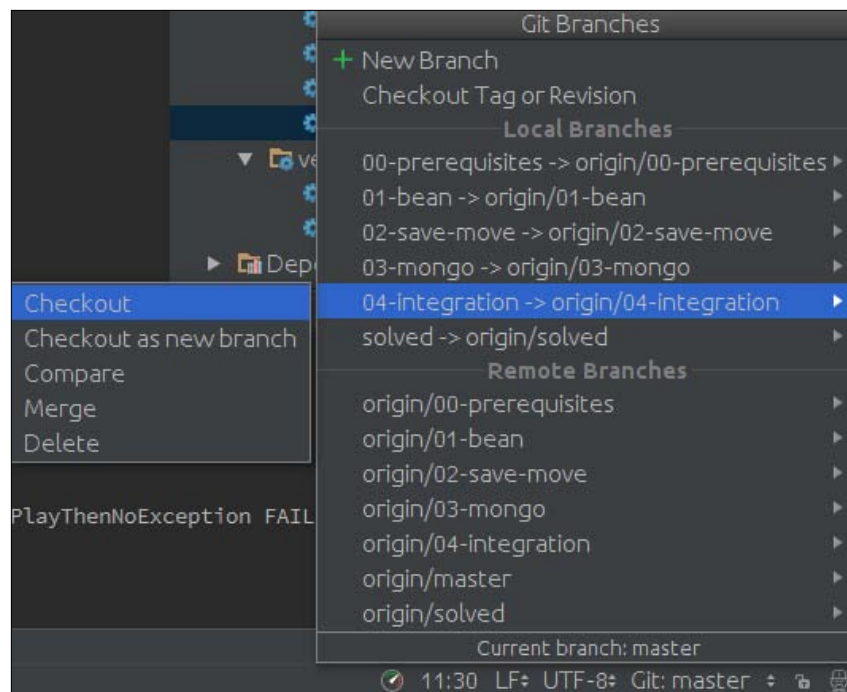 Git Branches
New Branch
Checkout Tag or Revision
Local Branches
00-prerequisites -> origin/00-prerequisites
01-bean -> origin/01-bean
02-save-move -> origin/02-save-move
03-mongo -> origin/03-mongo
04-integration -> origin/04-integration
solved -> origin/solved
Remote Branches
origin/00-prerequisites
origin/01-bean
origin/02-save-move
origin/03-mongo
origin/04-integration
origin/master
origin/solved
Current branch: master
ve
Dep
Checkout
Checkout as new branch
Compare
Merge
Delete
PlayThenNoException FAIL
11:30 LF UTF-8 Git: master